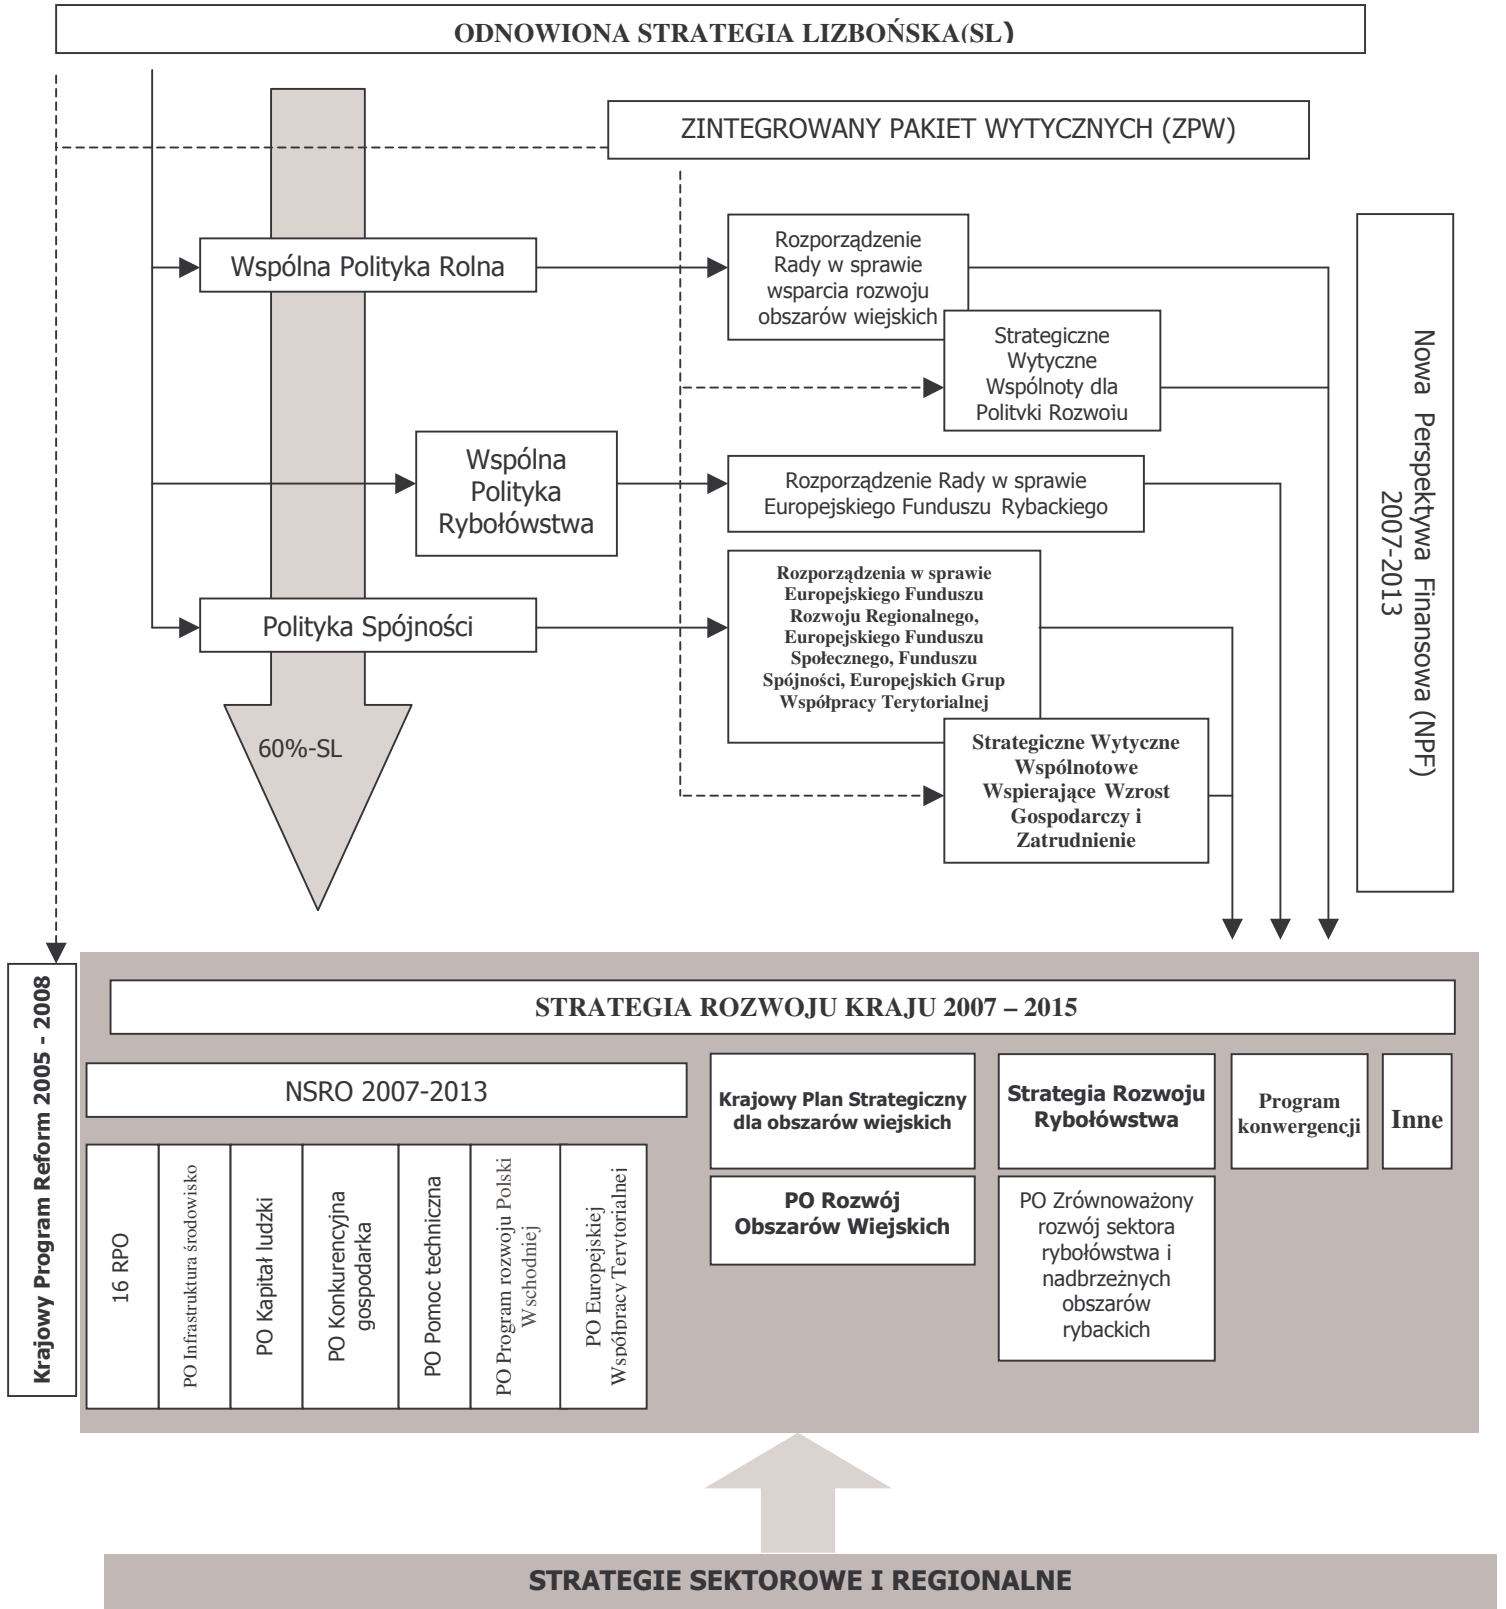 ODNOWIONA STRATEGIA LIZBOŃSKA(SL)
ZINTEGROWANY PAKIET WYTYCZNYCH (ZPW)
Wspólna Polityka Rolna
Rozporządzenie
Rady w sprawie
wsparcia rozwoju
obszarów wiejskich
Strategiczne
Wytyczne
Wspólnoty dla
Polityki Rozwoju
Wspólna
Polityka
Rybołówstwa
Rozporządzenie Rady w sprawie
Europejskiego Funduszu Rybackiego
Polityka Spójności
Rozporządzenia w sprawie
Europejskiego Funduszu
Rozwoju Regionalnego,
Europejskiego Funduszu
Społecznego, Funduszu
Spójności, Europejskich Grup
Współpracy Terytorialnej
60%-SL
Strategiczne Wytyczne
Wspólnotowe
Wspierające Wzrost
Gospodarczy i
Zatrudnienie
Nowa Perspektywa Finansowa (NPF)
2007-2013
Krajowy Program Reform 2005 - 2008
STRATEGIA ROZWOJU KRAJU 2007 – 2015
NSRO 2007-2013
16 RPO
PO Infrastruktura środowisko
PO Kapitał ludzki
PO Konkurencyjna
gospodarka
PO Pomoc techniczna
PO Program rozwoju Polski
Wschodniej
PO Europejskiej
Współpracy Terytorialnej
Krajowy Plan Strategiczny
dla obszarów wiejskich
PO Rozwój
Obszarów Wiejskich
Strategia Rozwoju
Rybołówstwa
PO Zrównoważony
rozwój sektora
rybołówstwa i
nadbrzeżnych
obszarów
rybackich
Program
konwergencji
Inne
STRATEGIE SEKTOROWE I REGIONALNE